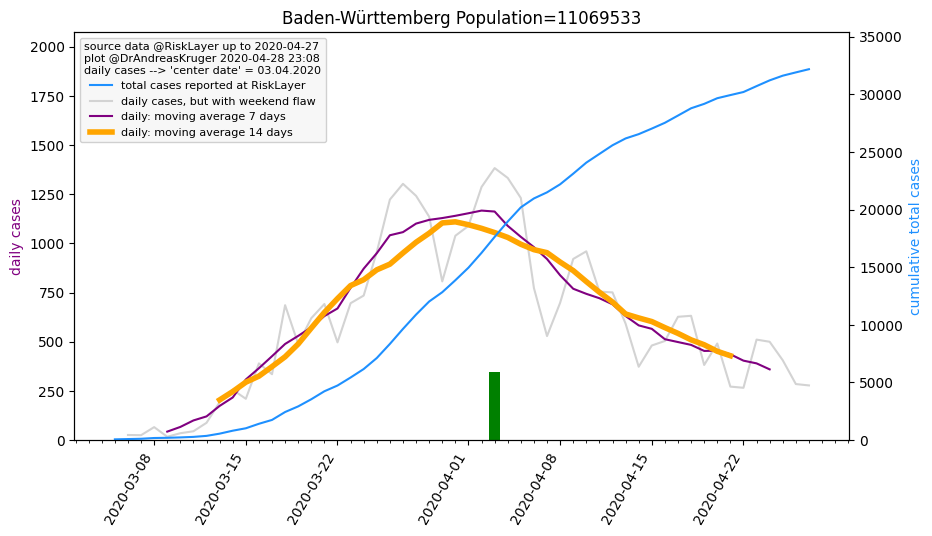 Baden-Württemberg Population=11069533
source data @RiskLayer up to 2020-04-27
plot @DrAndreasKruger 2020-04-28 23:08
daily cases --> 'center date' = 03.04.2020
total cases reported at RiskLayer
daily cases, but with weekend flaw
daily: moving average 7 days
daily: moving average 14 days
daily cases
2000
1750
1500
1250
1000
750
500
250
0
35000
30000
25000
20000
15000
10000
5000
0
cumulative total cases
2020-03-08
2020-03-15
2020-03-22
2020-04-01
2020-04-08
2020-04-15
2020-04-22